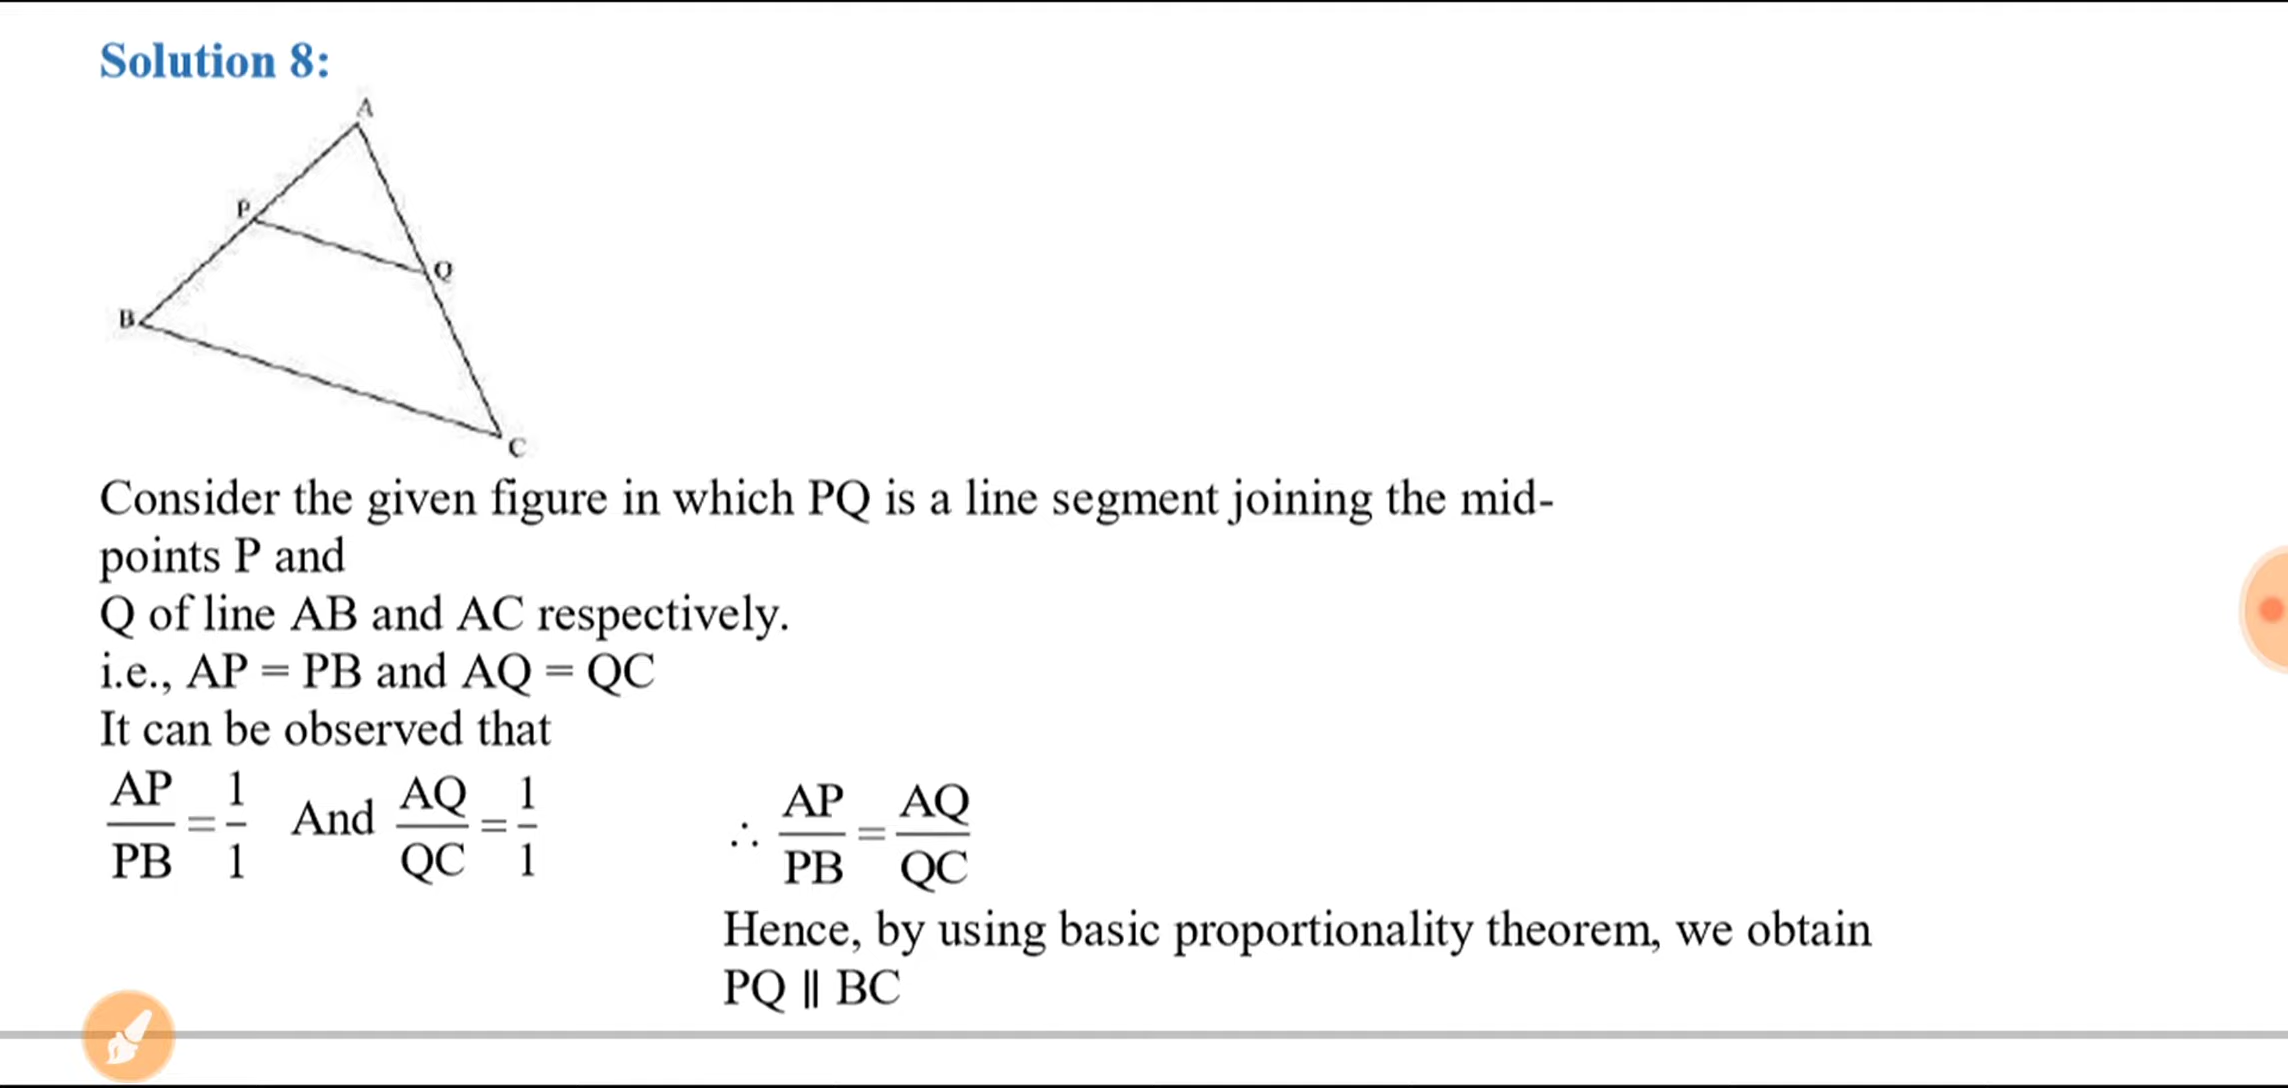 Solution 8:
A
P
Q
B
C
Consider the given figure in which PQ is a line segment joining the mid-
points P and
Q of line AB and AC respectively.
i.e., AP = PB and AQ = QC
It can be observed that
AP/PB = 1/1 And AQ/QC = 1/1 ∴ AP/PB = AQ/QC
Hence, by using basic proportionality theorem, we obtain
PQ || BC